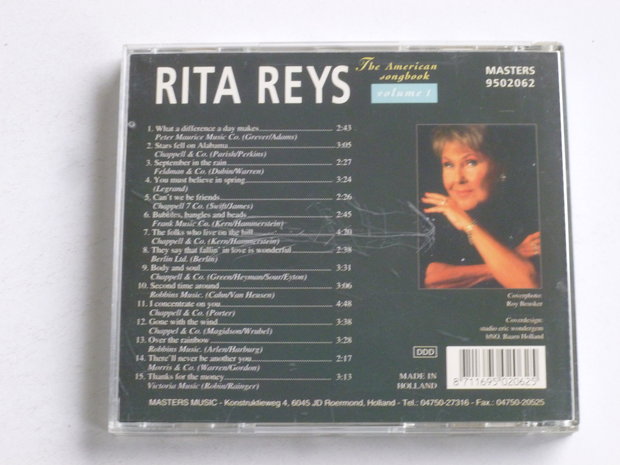 RITA REYS
The American
songbook
volume 1
MASTERS
9502062
1. What a difference a day makes 2:43
Peter Maurice Music Co. (Grever/Adams)
2. Stars fell on Alabama 3:05
Chappell & Co. (Parish/Perkins)
3. September in the rain 2:27
Feldman & Co. (Dubin/Warren)
4. You must believe in spring 3:24
(Legrand)
5. Can't we be friends 2:26
Chappell 7 Co. (Swift/James)
6. Bubbles, bangles and beads 2:45
Frank Music Co. (Kern/Hammerstein)
7. The folks who live on the hill 4:20
Chappell & Co. (Kern/Hammerstein)
8. They say that fallin' in love is wonderful 2:38
Berlin Ltd. (Berlin)
9. Body and soul 3:31
Chappell & Co. (Green/Heyman/Sour/Eyton)
10. Second time around 3:06
Robbins Music. (Cahn/Van Heusen)
11. I concentrate on you 4:48
Chappell & Co. (Porter)
12. Gone with the wind 3:38
Chappel & Co. (Magidson/Wrubel)
13. Over the rainbow 3:28
Robbins Music. (Arlen/Harburg)
14. There'll never be another you 2:17
Morris & Co. (Warren/Gordon)
15. Thanks for the money 3:13
Victoria Music (Robin/Rainger)
Coverphoto:
Roy Beusker
Coverdesign:
studio eric wondergem
BNO, Baarn Holland
DDD
MADE IN
HOLLAND
8 711695 020625
MASTERS MUSIC - Konstruktieweg 4, 6045 JD Roermond, Holland - Tel.: 04750-27316 - Fax.: 04750-20525